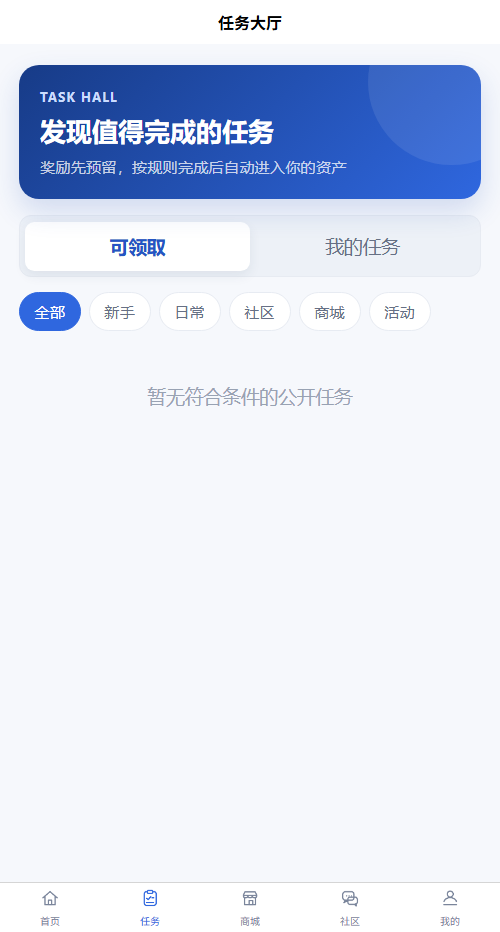 任务大厅
TASK HALL
发现值得完成的任务
奖励先预留，按规则完成后自动进入你的资产
可领取 我的任务
全部 新手 日常 社区 商城 活动
暂无符合条件的公开任务
首页 任务 商城 社区 我的